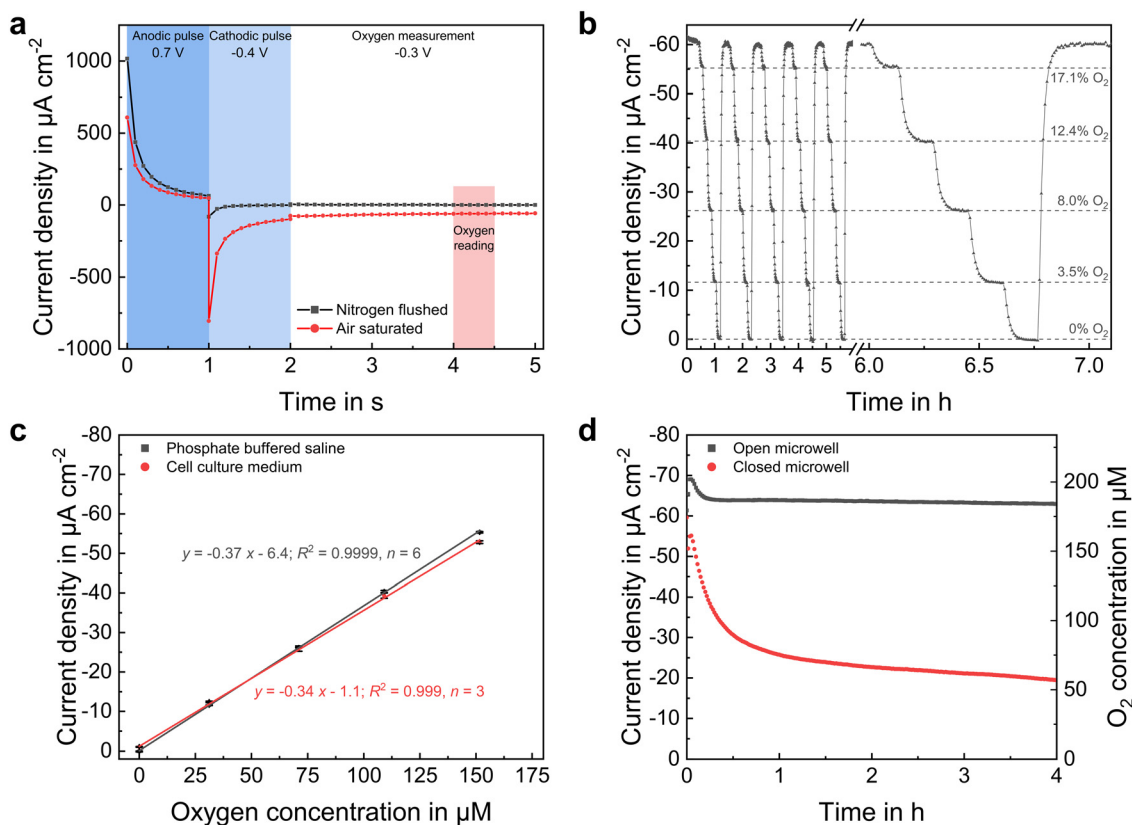 a
Anodic pulse
0.7 V
Cathodic pulse
-0.4 V
Oxygen measurement
-0.3 V
1000
500
0
-500
-1000
Current density in µA cm-2
Oxygen
reading
Nitrogen flushed
Air saturated
0 1 2 3 4 5
Time in s
b
-60
-50
-40
-30
-20
-10
0
Current density in µA cm-2
17.1% O2
12.4% O2
8.0% O2
3.5% O2
0% O2
0 1 2 3 4 5 6.0 6.5 7.0
Time in h
c
-80
-70
-60
-50
-40
-30
-20
-10
0
Current density in µA cm-2
Phosphate buffered saline
Cell culture medium
y = -0.37 x - 6.4; R2 = 0.9999, n = 6
y = -0.34 x - 1.1; R2 = 0.999, n = 3
0 25 50 75 100 125 150 175
Oxygen concentration in µM
d
-80
-70
-60
-50
-40
-30
-20
-10
0
Current density in µA cm-2
Open microwell
Closed microwell
200
150
100
50
0
O2 concentration in µM
0 1 2 3 4
Time in h